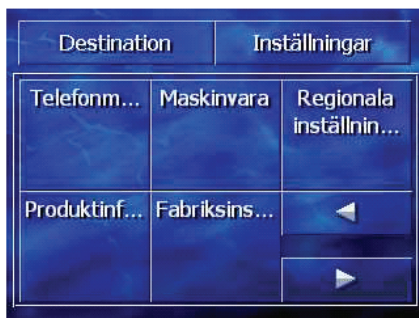 Destination
Inställningar
Telefonm...
Maskinvara
Regionala
inställnin...
Produktinf...
Fabriksins...